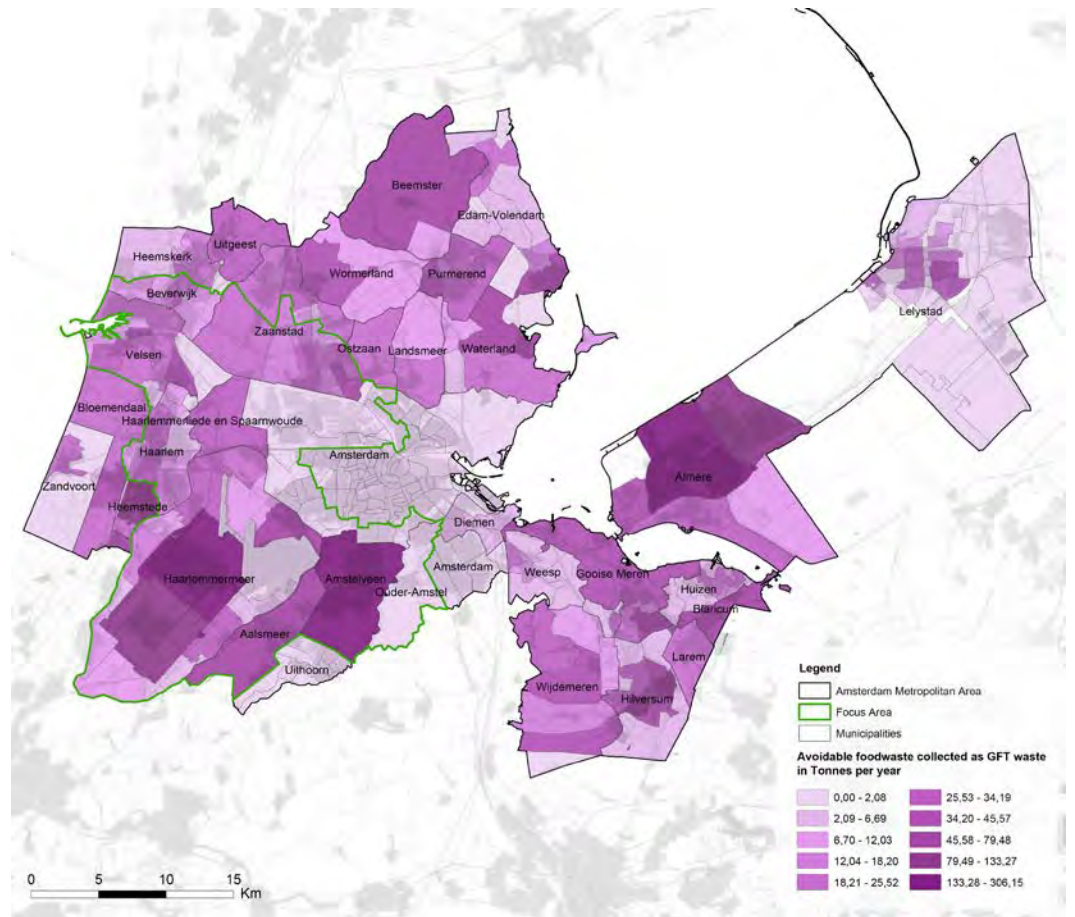 Beemster
Edam-Volendam
Uitgeest
Heemskerk
Wormerland
Purmerend
Beverwijk
Lelystad
Zaanstad
Velsen
Ostzaan
Landsmeer
Waterland
Bloemendaal
Haarlemmerliede en Spaarnwoude
Haarlem
Amsterdam
Almere
Zandvoort
Heemstede
Diemen
Amsterdam
Weesp
Gooise Meren
Haarlemmermeer
Amstelveen
Ouder-Amstel
Huizen
Blaricum
Aalsmeer
Uithoorn
Larem
Wijdemeren
Hilversum
Legend
Amsterdam Metropolitan Area
Focus Area
Municipalities
Avoidable foodwaste collected as GFT waste
in Tonnes per year
0,00 - 2,08
25,53 - 34,19
2,09 - 6,69
34,20 - 45,57
6,70 - 12,03
45,58 - 79,48
12,04 - 18,20
79,49 - 133,27
18,21 - 25,52
133,28 - 306,15
0 5 10 15
Km